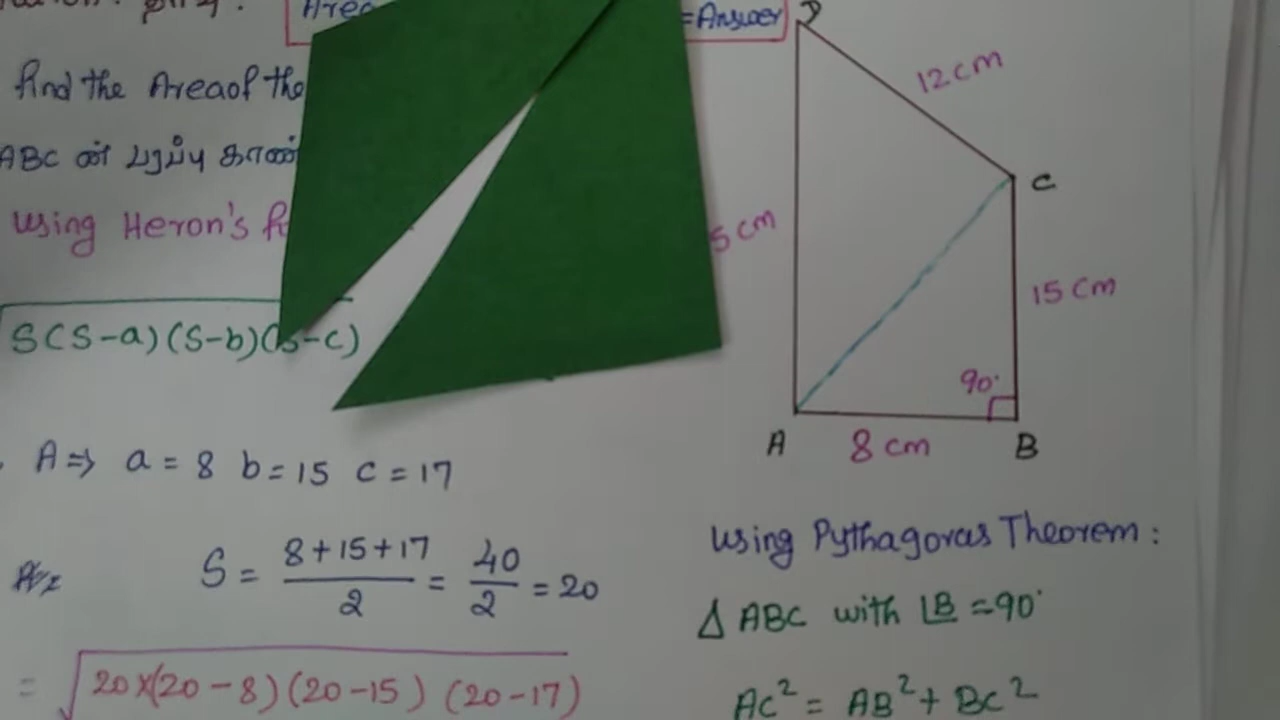 Area
=Answer
D
find the Area of the
12 cm
ABC ன் பரப்பு காண்
C
using Heron's
5 cm
15 cm
S(S-a)(S-b)(S-c)
90°
A 8 cm B
A ⇒ a = 8 b = 15 c = 17
using Pythagoras Theorem :
S = 8+15+17 / 2 = 40 / 2 = 20
Δ ABC with ∠B = 90°
= √20×(20-8)(20-15)(20-17)
AC² = AB² + BC²